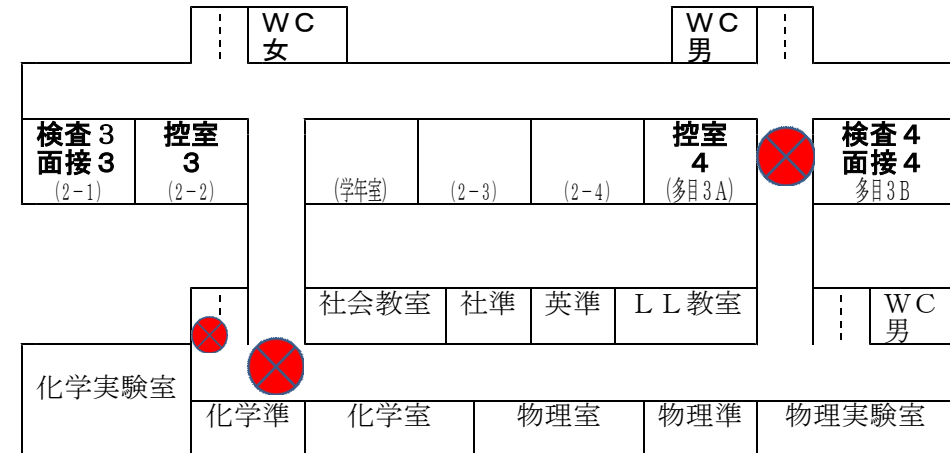 ＷＣ
女
ＷＣ
男
検査３
面接３
(2−1)
控室
３
(2−2)
(学年室)
(2−3)
(2−4)
控室
４
(多目3A)
検査４
面接４
多目3B
社会教室
社準
英準
ＬＬ教室
ＷＣ
男
化学実験室
化学準
化学室
物理室
物理準
物理実験室